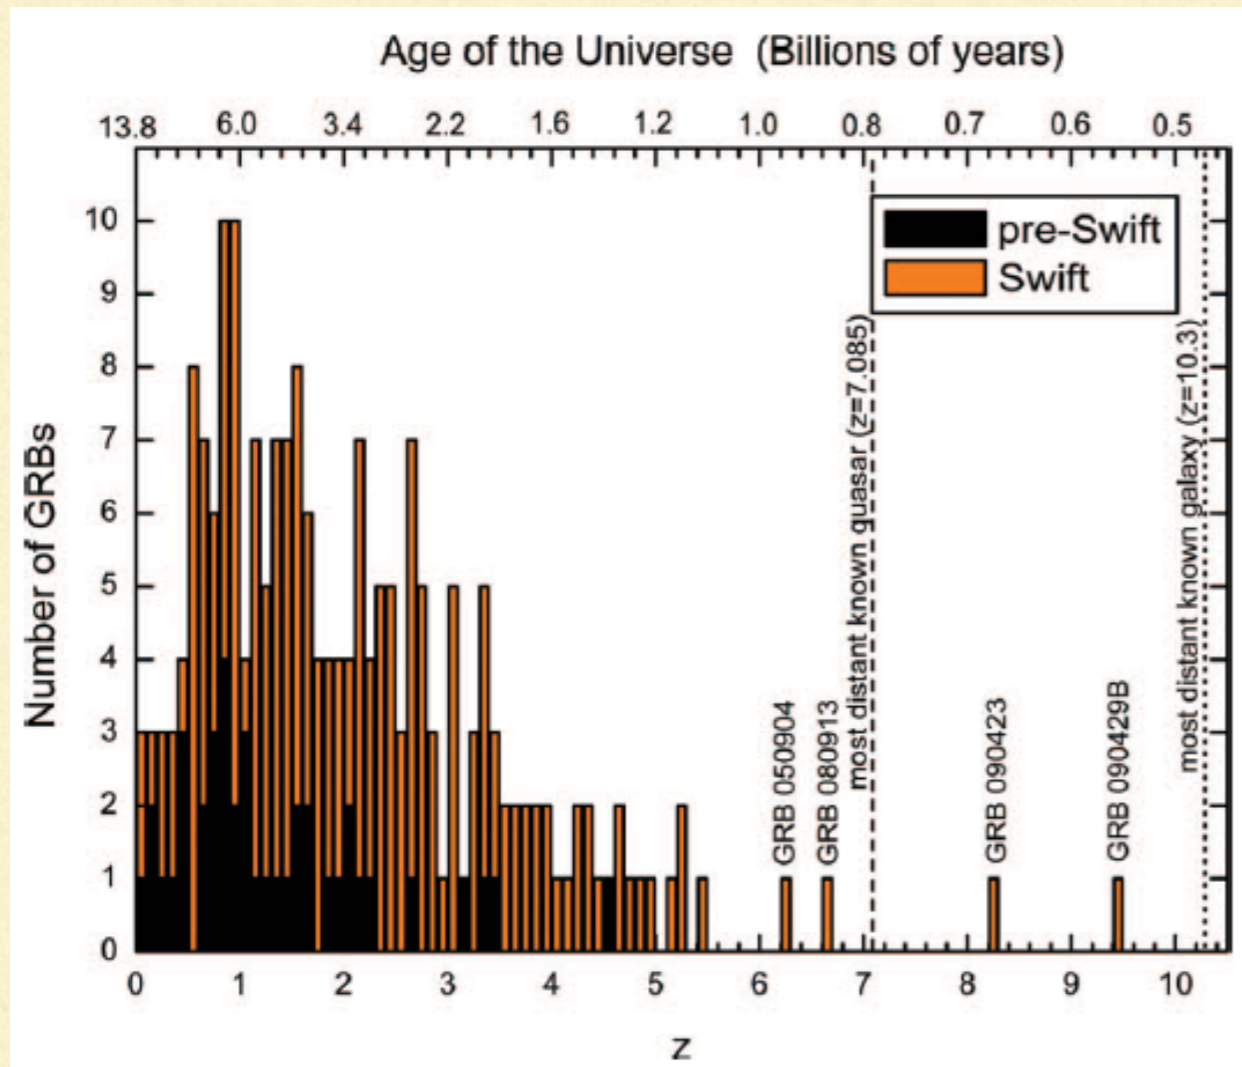 Age of the Universe (Billions of years)
13.8 6.0 3.4 2.2 1.6 1.2 1.0 0.8 0.7 0.6 0.5
pre-Swift
Swift
Number of GRBs
10
9
8
7
6
5
4
3
2
1
0
GRB 050904
GRB 080913
most distant known quasar (z=7.085)
GRB 090423
GRB 090429B
most distant known galaxy (z=10.3)
0 1 2 3 4 5 6 7 8 9 10
z